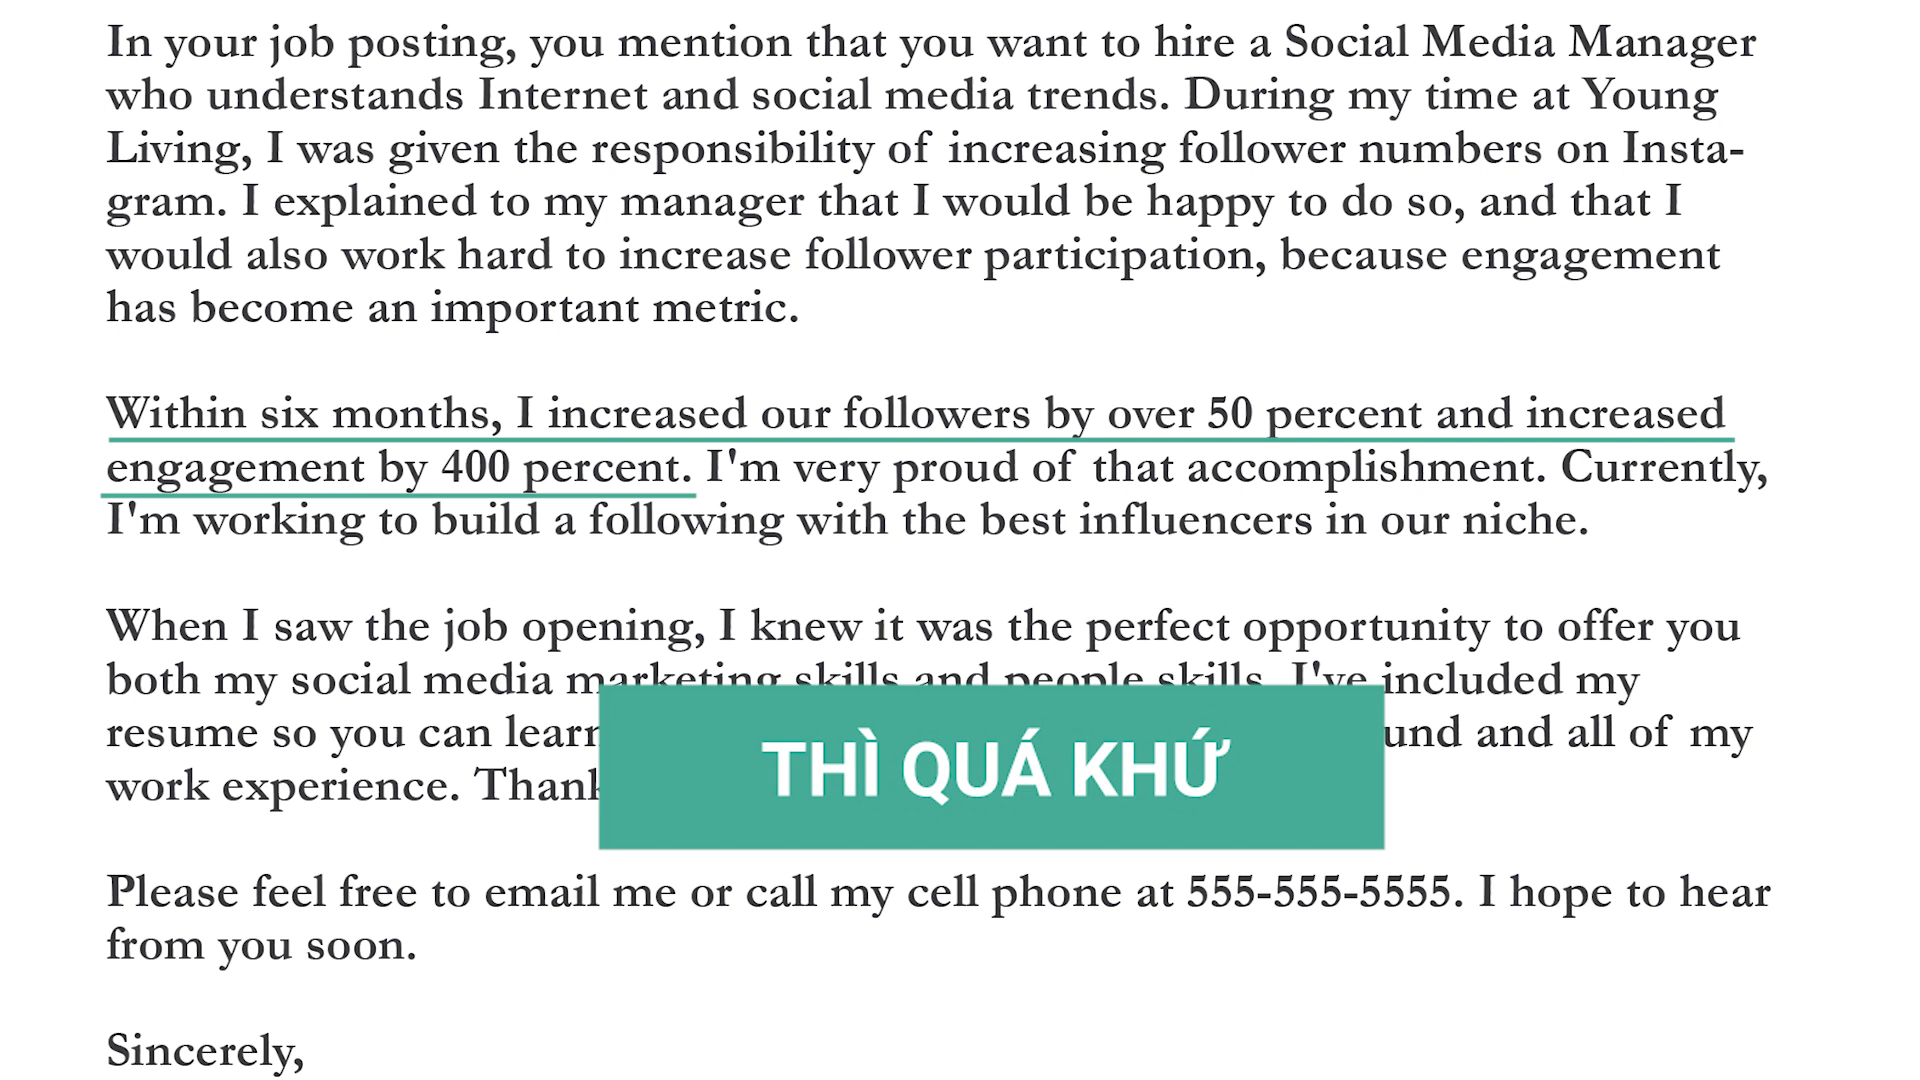 In your job posting, you mention that you want to hire a Social Media Manager
who understands Internet and social media trends. During my time at Young
Living, I was given the responsibility of increasing follower numbers on Insta-
gram. I explained to my manager that I would be happy to do so, and that I
would also work hard to increase follower participation, because engagement
has become an important metric.
Within six months, I increased our followers by over 50 percent and increased
engagement by 400 percent. I'm very proud of that accomplishment. Currently,
I'm working to build a following with the best influencers in our niche.
When I saw the job opening, I knew it was the perfect opportunity to offer you
both my social media marketing skills and people skills. I've included my
resume so you can learn und and all of my
work experience. Thank
THÌ QUÁ KHỨ
Please feel free to email me or call my cell phone at 555-555-5555. I hope to hear
from you soon.
Sincerely,